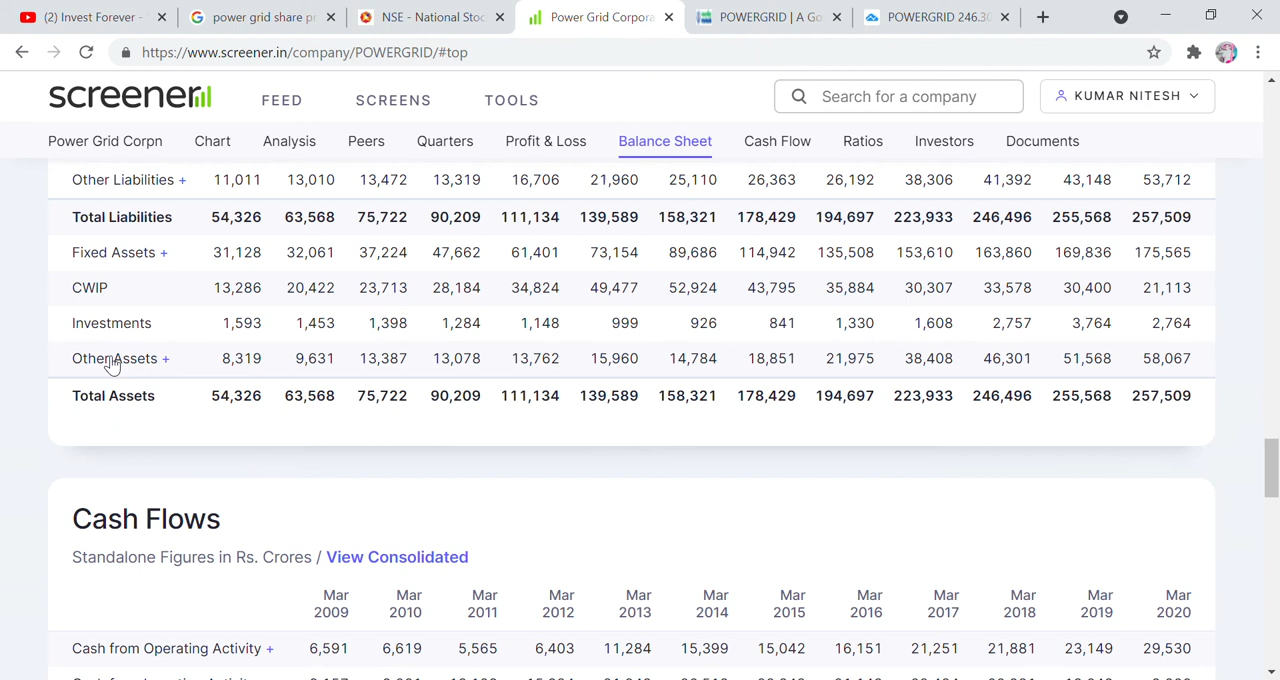 (2) Invest Forever -
power grid share pr
NSE - National Stoc
Power Grid Corpora
POWERGRID | A Go
POWERGRID 246.30
https://www.screener.in/company/POWERGRID/#top
screener
FEED
SCREENS
TOOLS
Search for a company
KUMAR NITESH
Power Grid Corpn Chart Analysis Peers Quarters Profit & Loss Balance Sheet Cash Flow Ratios Investors Documents
Other Liabilities + 11,011 13,010 13,472 13,319 16,706 21,960 25,110 26,363 26,192 38,306 41,392 43,148 53,712
Total Liabilities 54,326 63,568 75,722 90,209 111,134 139,589 158,321 178,429 194,697 223,933 246,496 255,568 257,509
Fixed Assets + 31,128 32,061 37,224 47,662 61,401 73,154 89,686 114,942 135,508 153,610 163,860 169,836 175,565
CWIP 13,286 20,422 23,713 28,184 34,824 49,477 52,924 43,795 35,884 30,307 33,578 30,400 21,113
Investments 1,593 1,453 1,398 1,284 1,148 999 926 841 1,330 1,608 2,757 3,764 2,764
Other Assets + 8,319 9,631 13,387 13,078 13,762 15,960 14,784 18,851 21,975 38,408 46,301 51,568 58,067
Total Assets 54,326 63,568 75,722 90,209 111,134 139,589 158,321 178,429 194,697 223,933 246,496 255,568 257,509
Cash Flows
Standalone Figures in Rs. Crores / View Consolidated
Mar Mar Mar Mar Mar Mar Mar Mar Mar Mar Mar Mar
2009 2010 2011 2012 2013 2014 2015 2016 2017 2018 2019 2020
Cash from Operating Activity + 6,591 6,619 5,565 6,403 11,284 15,399 15,042 16,151 21,251 21,881 23,149 29,530